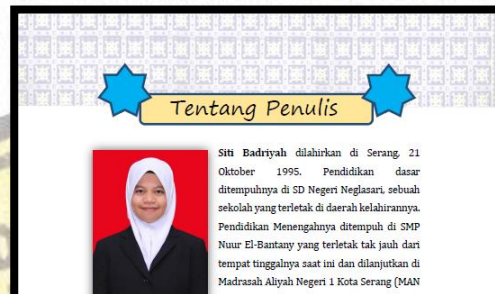 Tentang Penulis
Siti Badriyah dilahirkan di Serang, 21
Oktober 1995. Pendidikan dasar
ditempuhnya di SD Negeri Neglasari, sebuah
sekolah yang terletak di daerah kelahirannya.
Pendidikan Menengahnya ditempuh di SMP
Nuur El-Bantany yang terletak tak jauh dari
tempat tinggalnya saat ini dan dilanjutkan di
Madrasah Aliyah Negeri 1 Kota Serang (MAN